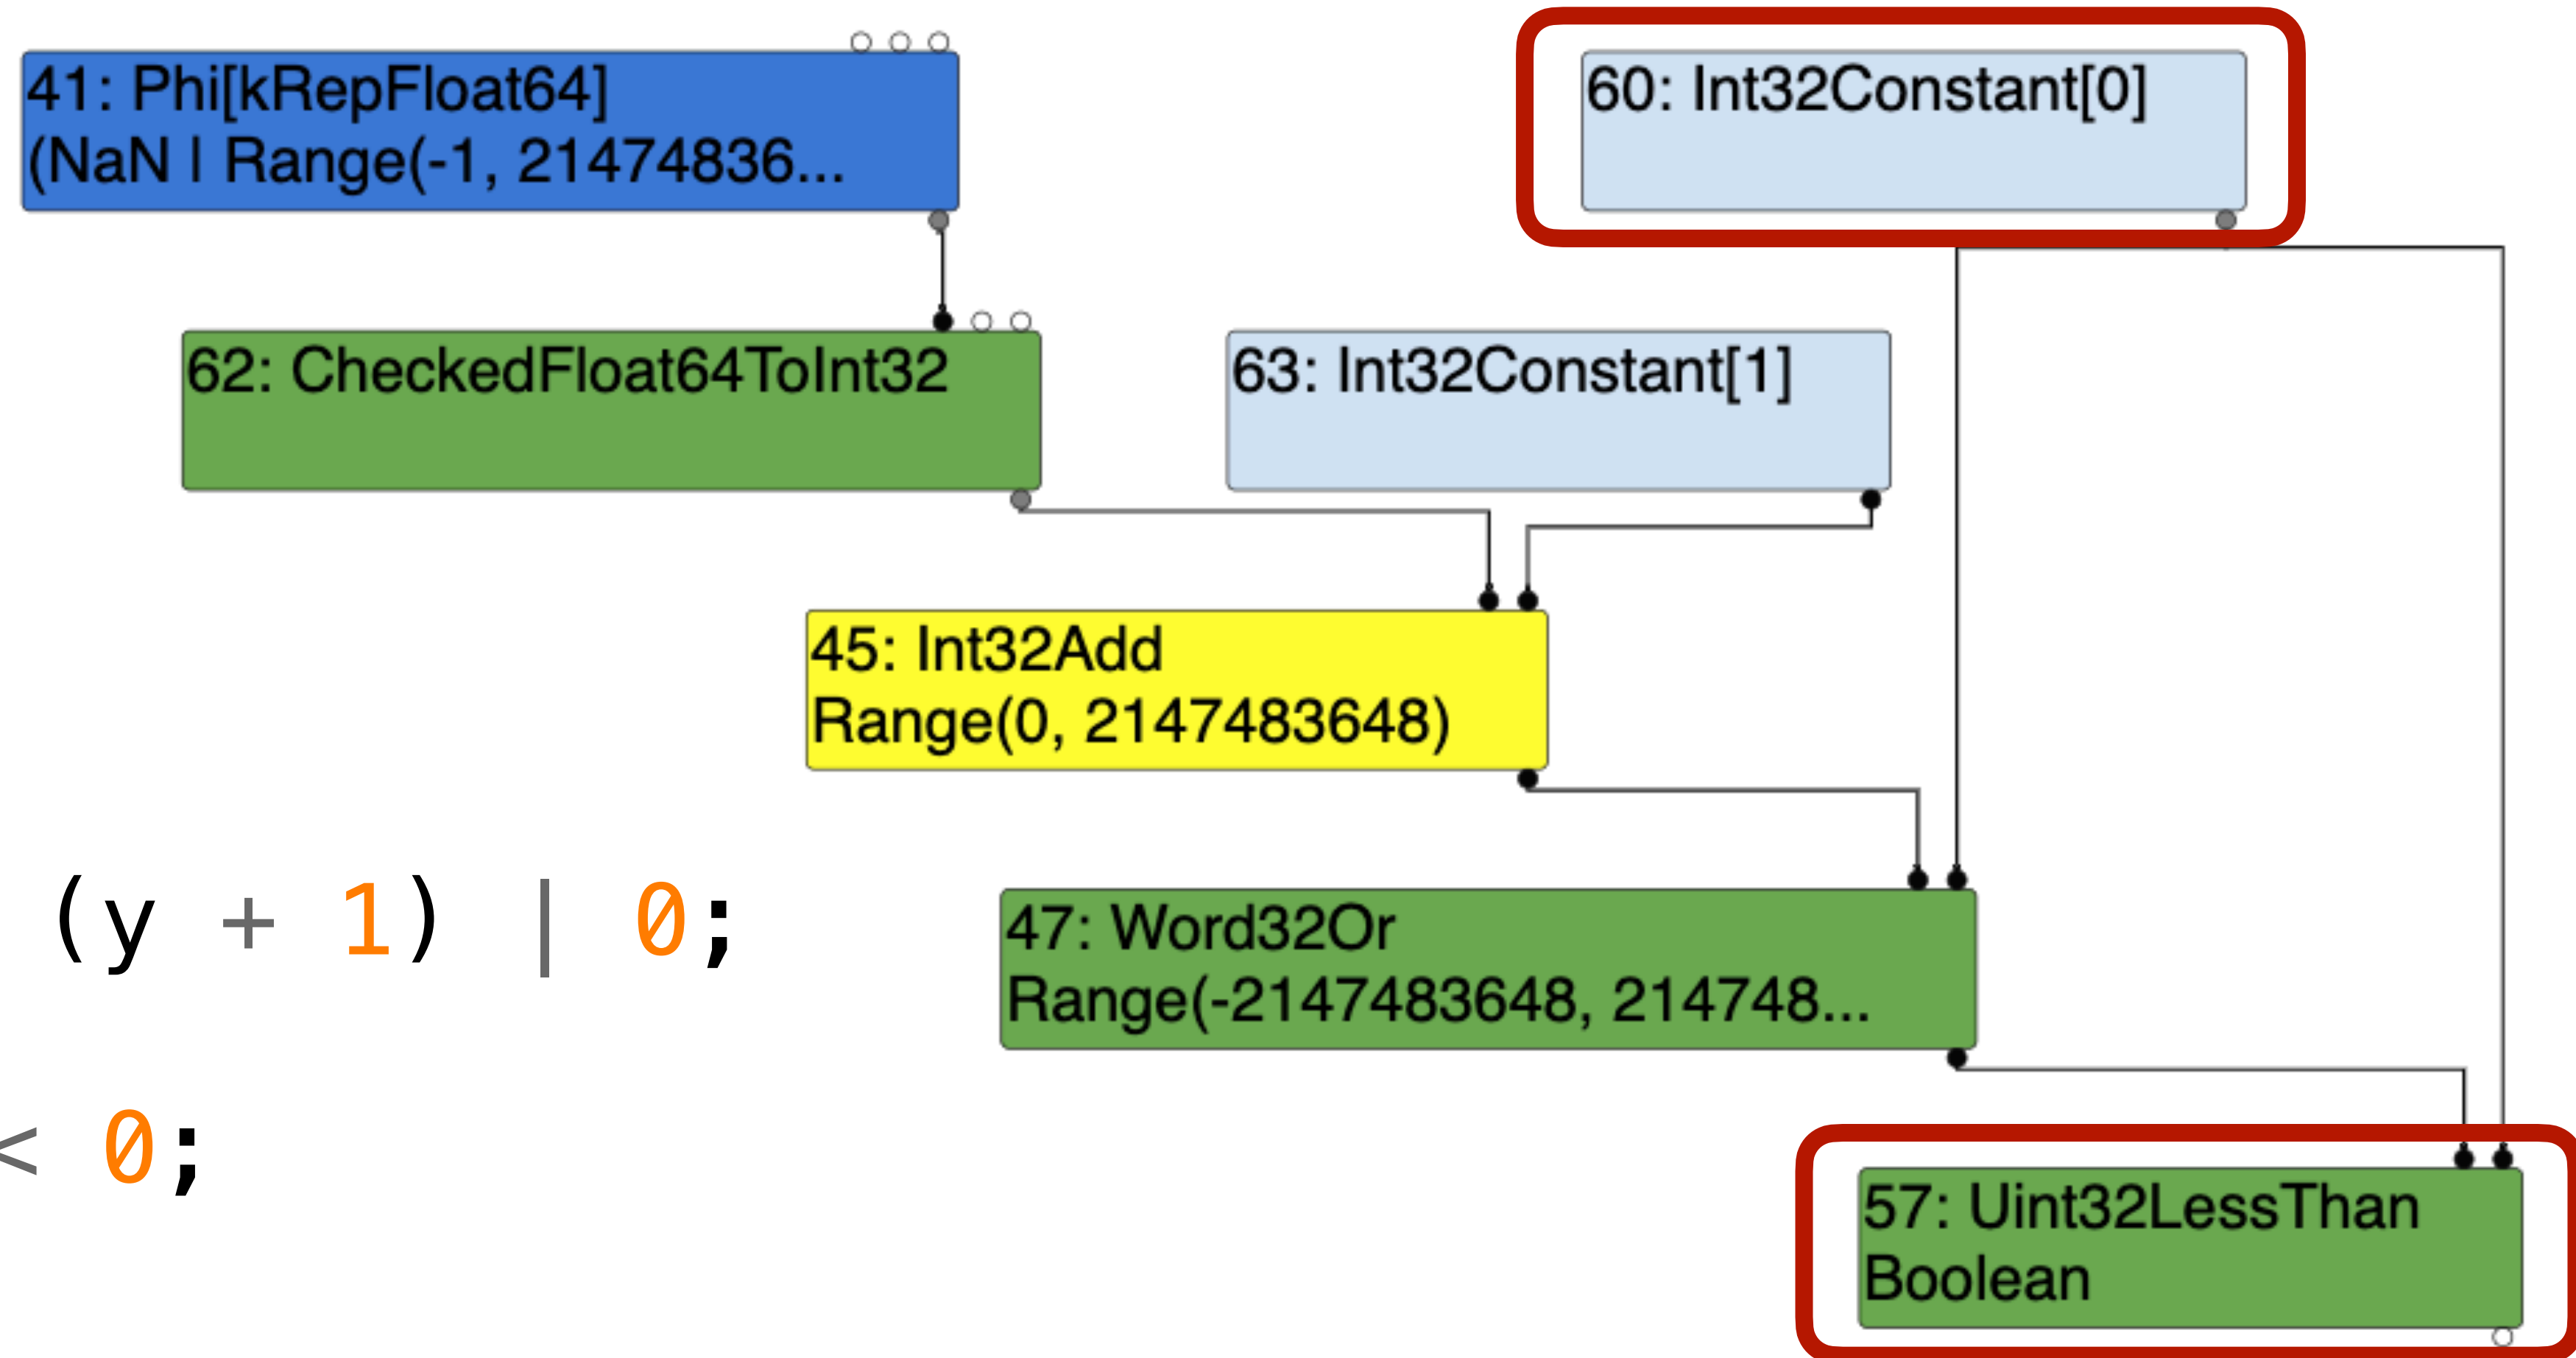 41: Phi[kRepFloat64]
(NaN | Range(-1, 21474836...
60: Int32Constant[0]
62: CheckedFloat64ToInt32
63: Int32Constant[1]
45: Int32Add
Range(0, 2147483648)
(y + 1) | 0;
47: Word32Or
Range(-2147483648, 214748...
< 0;
57: Uint32LessThan
Boolean